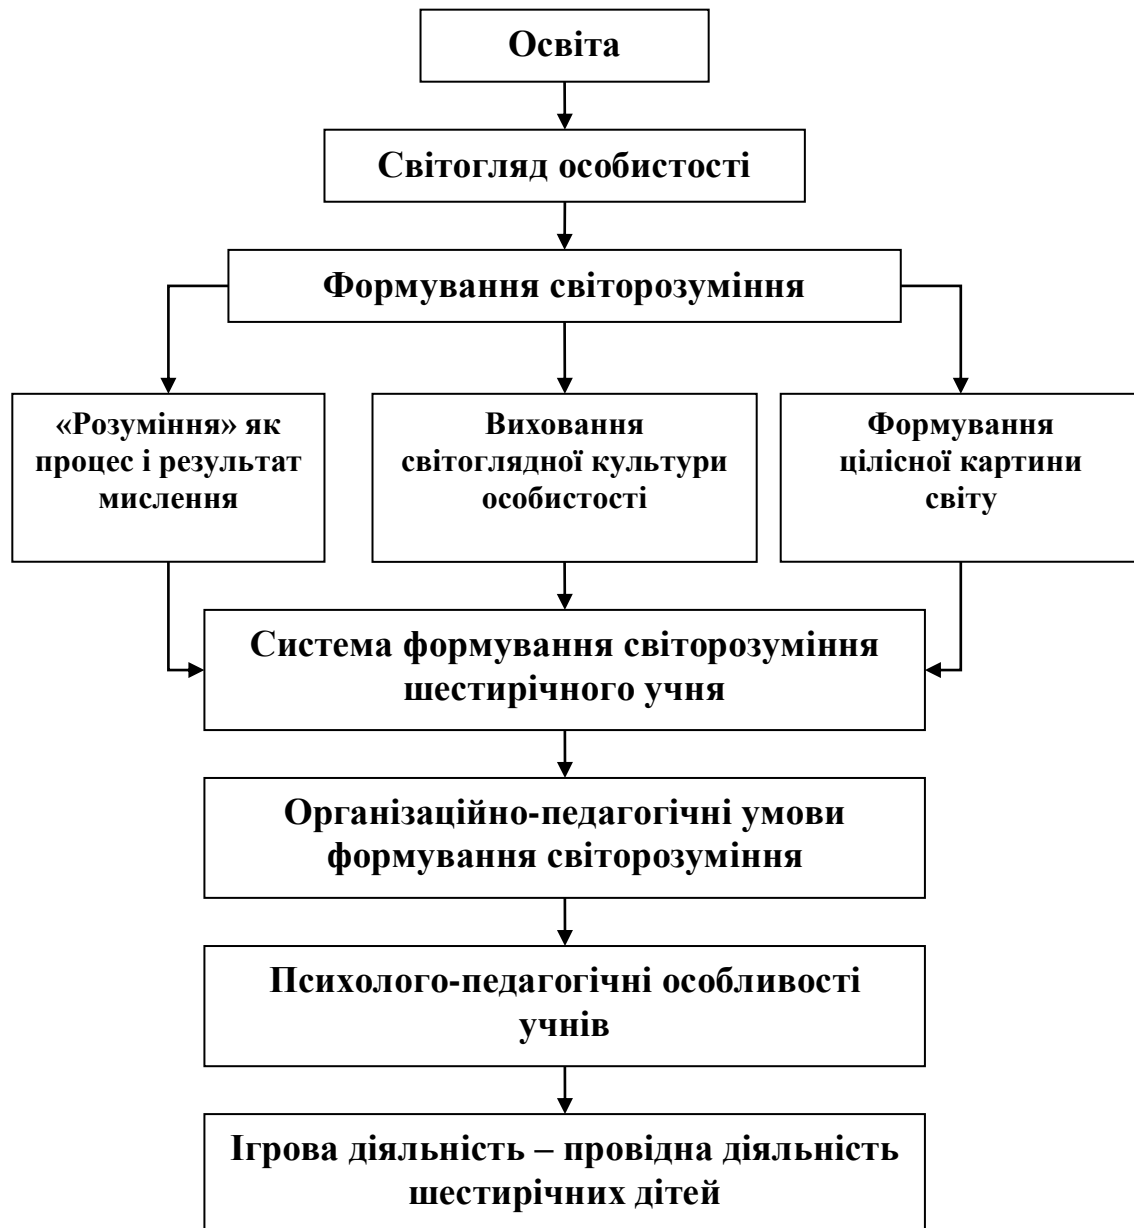 Освіта
Світогляд особистості
Формування світорозуміння
«Розуміння» як
процес і результат
мислення
Виховання
світоглядної культури
особистості
Формування
цілісної картини
світу
Система формування світорозуміння
шестирічного учня
Організаційно-педагогічні умови
формування світорозуміння
Психолого-педагогічні особливості
учнів
Ігрова діяльність – провідна діяльність
шестирічних дітей